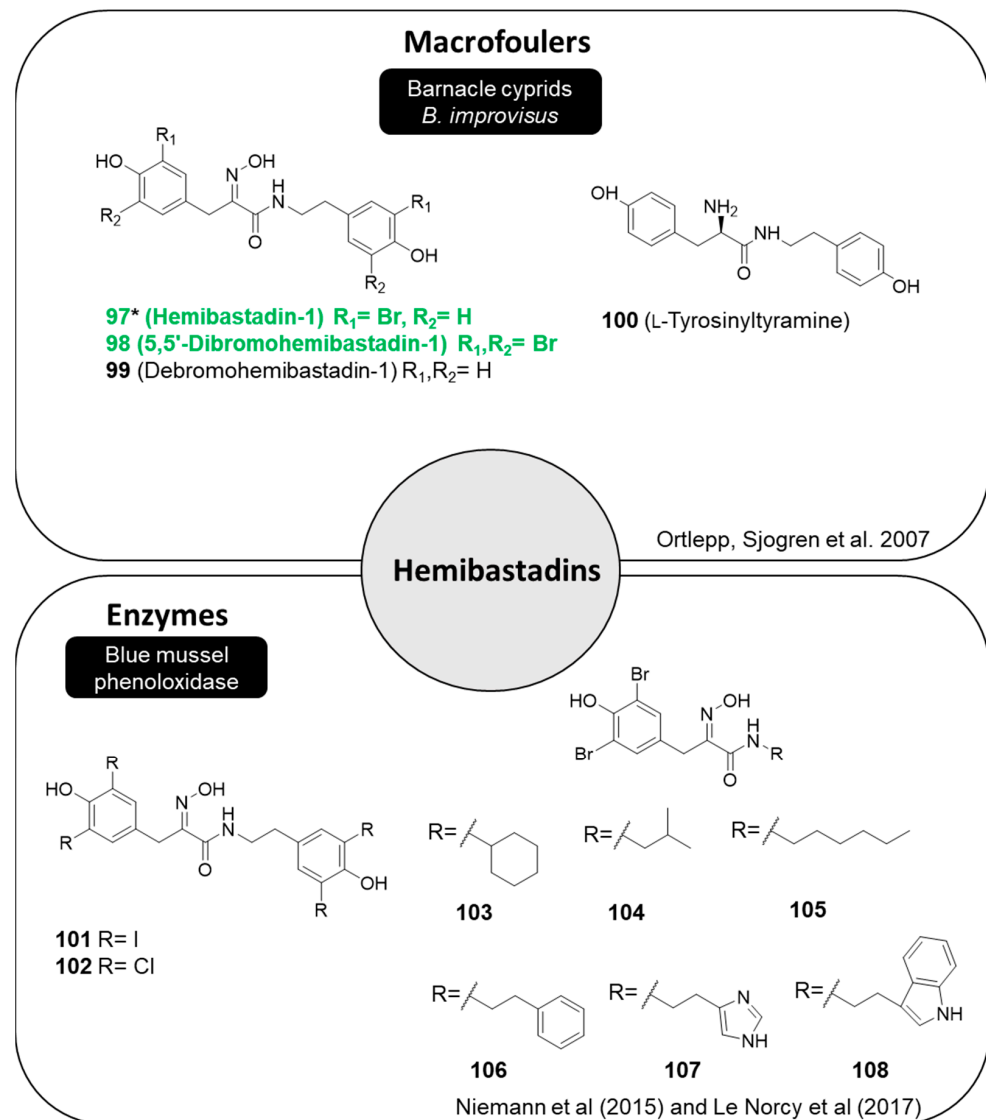 Macrofoulers
Barnacle cyprids
B. improvisus
R₁
HO
R₂
N
OH
H
N
O
R₁
OH
R₂
97* (Hemibastadin-1) R₁= Br, R₂= H
98 (5,5'-Dibromohemibastadin-1) R₁,R₂= Br
99 (Debromohemibastadin-1) R₁,R₂= H
OH
NH₂
NH
O
OH
100 (L-Tyrosinyltyramine)
Ortlepp, Sjogren et al. 2007
Hemibastadins
Enzymes
Blue mussel
phenoloxidase
R
HO
R
N
OH
H
N
O
R
OH
R
101 R= I
102 R= Cl
Br
HO
Br
N
OH
H
N
R
O
R=
103
R=
104
R=
105
R=
106
R=
N
NH
107
R=
NH
108
Niemann et al (2015) and Le Norcy et al (2017)